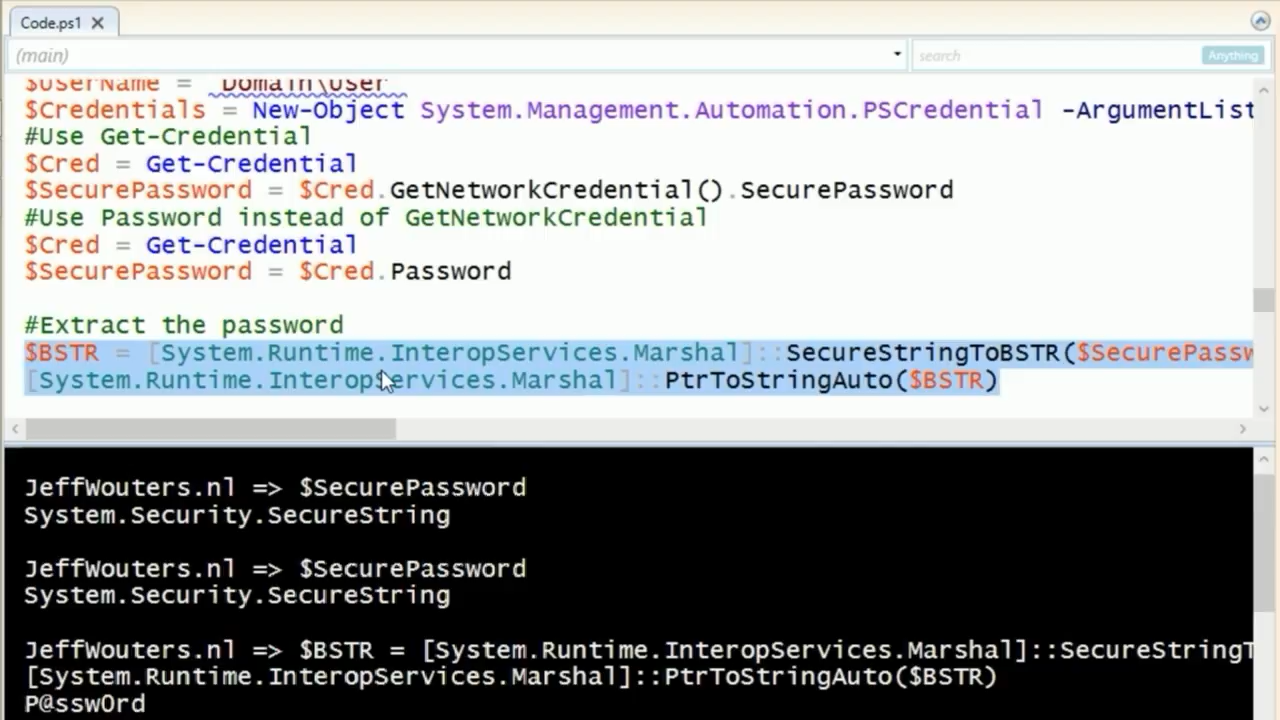 Code.ps1
(main)
search
Anything
$UserName = "Domain\User"
$Credentials = New-Object System.Management.Automation.PSCredential -ArgumentList
#Use Get-Credential
$Cred = Get-Credential
$SecurePassword = $Cred.GetNetworkCredential().SecurePassword
#Use Password instead of GetNetworkCredential
$Cred = Get-Credential
$SecurePassword = $Cred.Password
#Extract the password
$BSTR = [System.Runtime.InteropServices.Marshal]::SecureStringToBSTR($SecurePassw
[System.Runtime.InteropServices.Marshal]::PtrToStringAuto($BSTR)
JeffWouters.nl => $SecurePassword
System.Security.SecureString
JeffWouters.nl => $SecurePassword
System.Security.SecureString
JeffWouters.nl => $BSTR = [System.Runtime.InteropServices.Marshal]::SecureStringT
[System.Runtime.InteropServices.Marshal]::PtrToStringAuto($BSTR)
P@ssw0rd